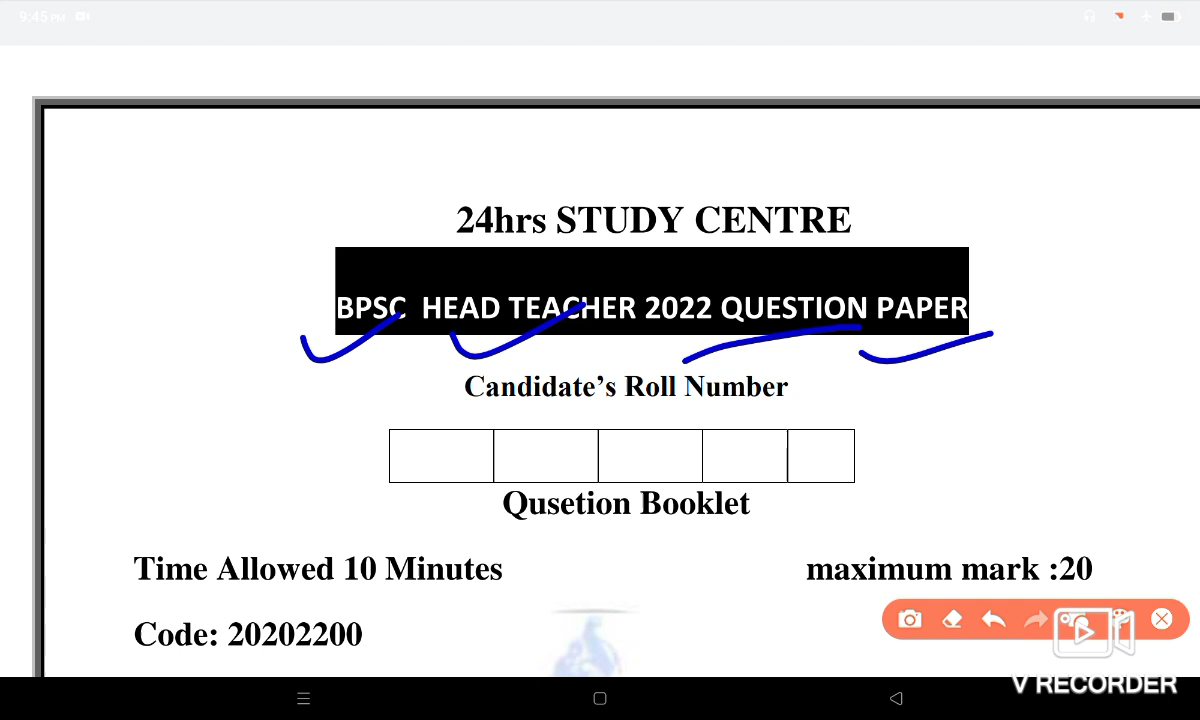 9:45 PM
24hrs STUDY CENTRE
BPSC HEAD TEACHER 2022 QUESTION PAPER
Candidate's Roll Number
Qusetion Booklet
Time Allowed 10 Minutes maximum mark :20
Code: 20202200
V RECORDER